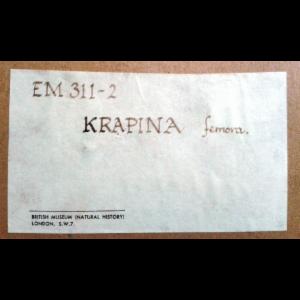 EM 311-2
KRAPINA femora.
BRITISH MUSEUM (NATURAL HISTORY)
LONDON, S.W.7.